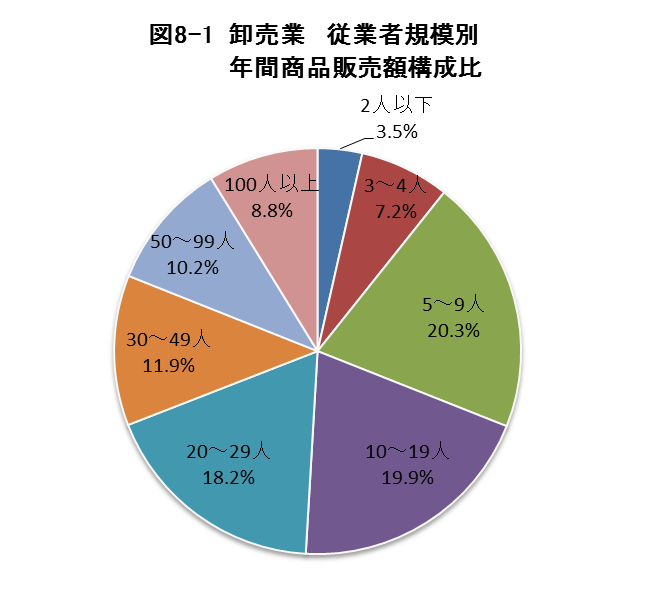 図8-1 卸売業 従業者規模別
年間商品販売額構成比
2人以下
3.5%
3～4人
7.2%
5～9人
20.3%
10～19人
19.9%
20～29人
18.2%
30～49人
11.9%
50～99人
10.2%
100人以上
8.8%